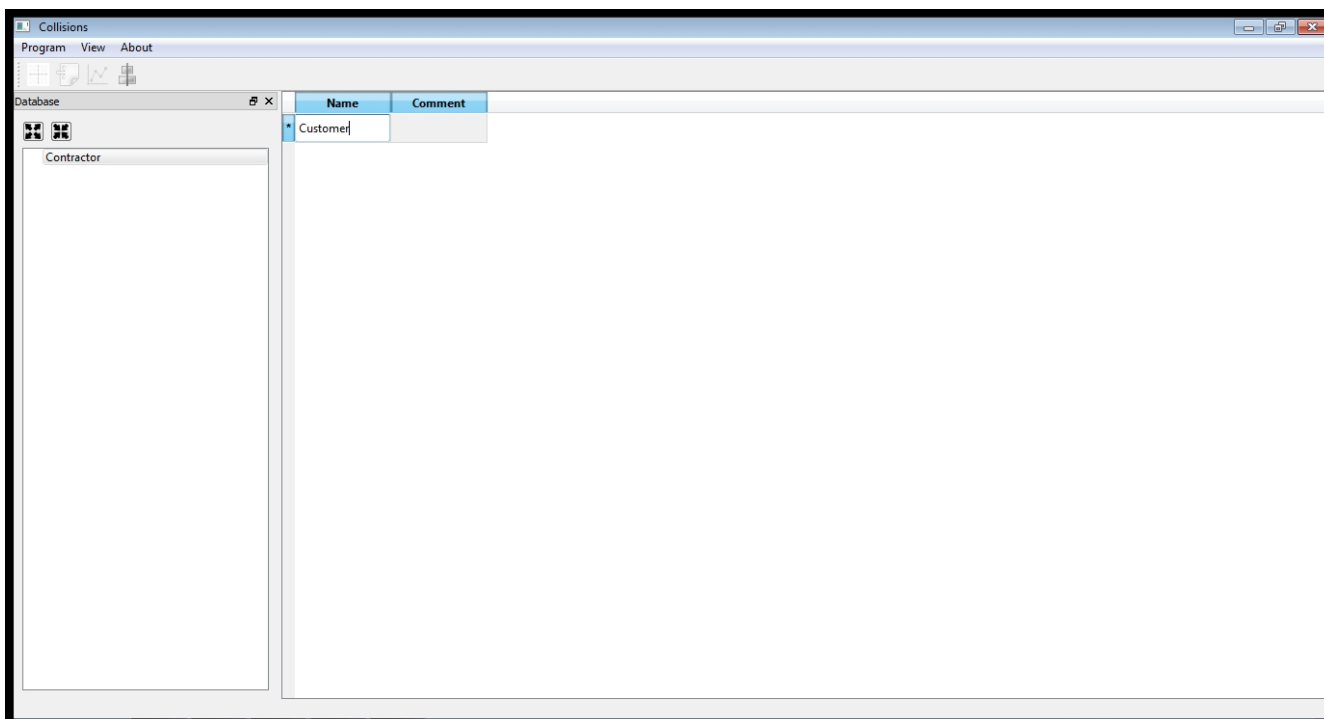 Collisions
Program View About
Database
Name Comment
* Customer
Contractor